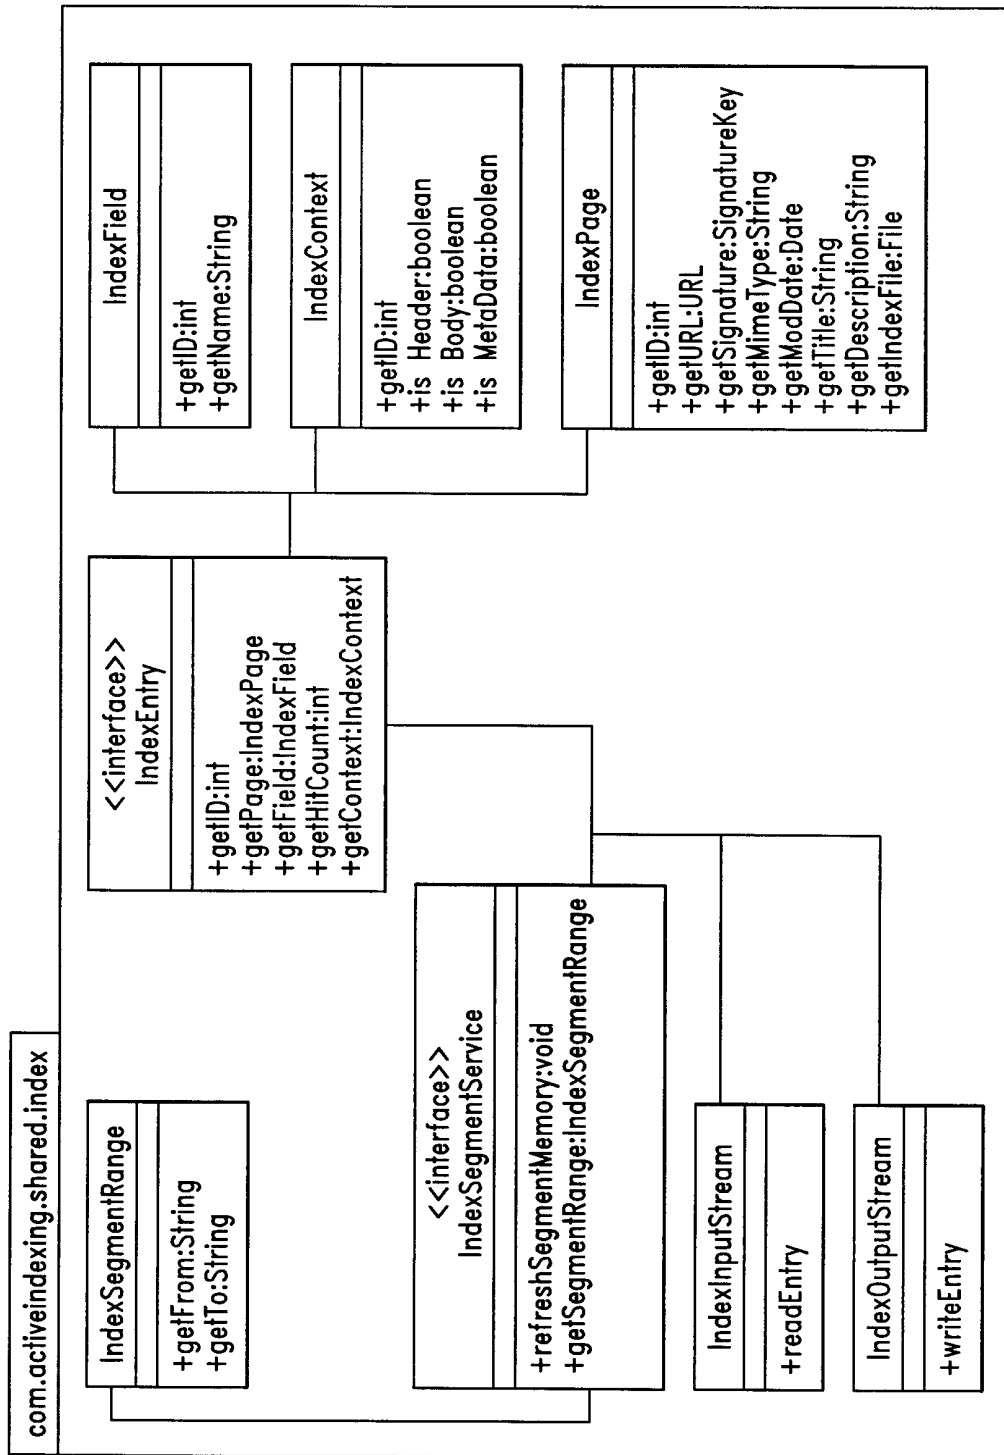 com.activeindexing.shared.index
IndexSegmentRange
+getFrom:String
+getTo:String
<<interface>>
IndexEntry
+getID:int
+getPage:IndexPage
+getField:IndexField
+getHitCount:int
+getContext:IndexContext
IndexField
+getID:int
+getName:String
IndexContext
+getID:int
+is Header:boolean
+is Body:boolean
+is MetaData:boolean
<<interface>>
IndexSegmentService
+refreshSegmentMemory:void
+getSegmentRange:IndexSegmentRange
IndexPage
+getID:int
+getURL:URL
+getSignature:SignatureKey
+getMimeType:String
+getModDate:Date
+getTitle:String
+getDescription:String
+getIndexFile:File
IndexInputStream
+readEntry
IndexOutputStream
+writeEntry